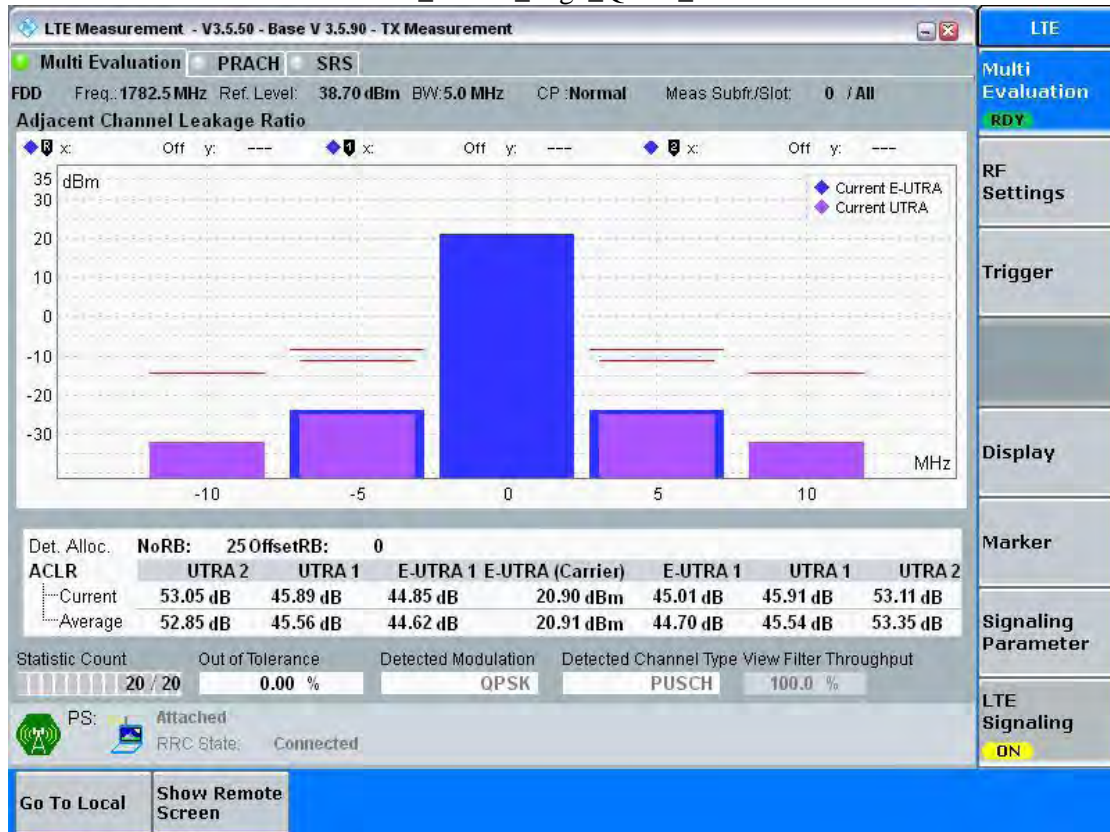 LTE Measurement - V3.5.50 - Base V 3.5.90 - TX Measurement
LTE
Multi Evaluation PRACH SRS
Multi
Evaluation
RDY
FDD Freq.: 1782.5 MHz Ref. Level: 38.70 dBm BW: 5.0 MHz CP :Normal Meas Subfr./Slot: 0 / All
Adjacent Channel Leakage Ratio
R x: Off y: --- 1 x: Off y: --- 2 x: Off y: ---
35 dBm
30
20
10
0
-10
-20
-30
Current E-UTRA
Current UTRA
MHz
-10 -5 0 5 10
RF
Settings
Trigger
Display
Marker
Signaling
Parameter
LTE
Signaling
ON
Det. Alloc. NoRB: 25 OffsetRB: 0
ACLR UTRA 2 UTRA 1 E-UTRA 1 E-UTRA (Carrier) E-UTRA 1 UTRA 1 UTRA 2
Current 53.05 dB 45.89 dB 44.85 dB 20.90 dBm 45.01 dB 45.91 dB 53.11 dB
Average 52.85 dB 45.56 dB 44.62 dB 20.91 dBm 44.70 dB 45.54 dB 53.35 dB
Statistic Count Out of Tolerance Detected Modulation Detected Channel Type View Filter Throughput
20 / 20 0.00 % QPSK PUSCH 100.0 %
PS: Attached
RRC State: Connected
Go To Local
Show Remote
Screen